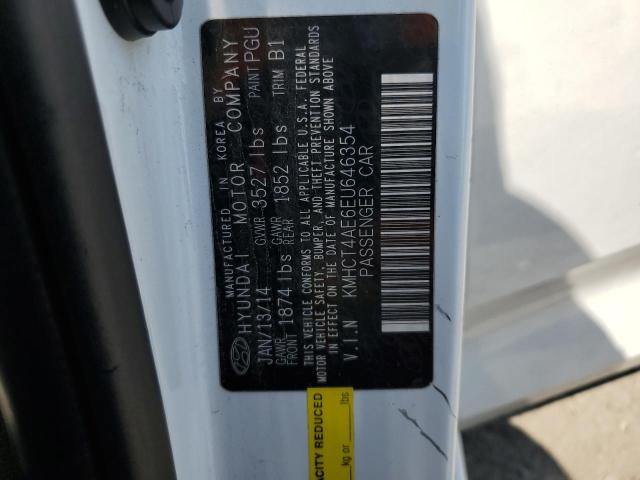 MANUFACTURED IN KOREA BY
HYUNDAI MOTOR COMPANY
JAN/13/14 GVWR 3527 lbs PAINT PGU
GAWR FRONT 1874 lbs GAWR REAR 1852 lbs TRIM B1
THIS VEHICLE CONFORMS TO ALL APPLICABLE U.S.A. FEDERAL
MOTOR VEHICLE SAFETY, BUMPER, AND THEFT PREVENTION STANDARDS
IN EFFECT ON THE DATE OF MANUFACTURE SHOWN ABOVE
V.I.N KMHCT4AE6EU646354
PASSENGER CAR
ACITY REDUCED
kg or lbs